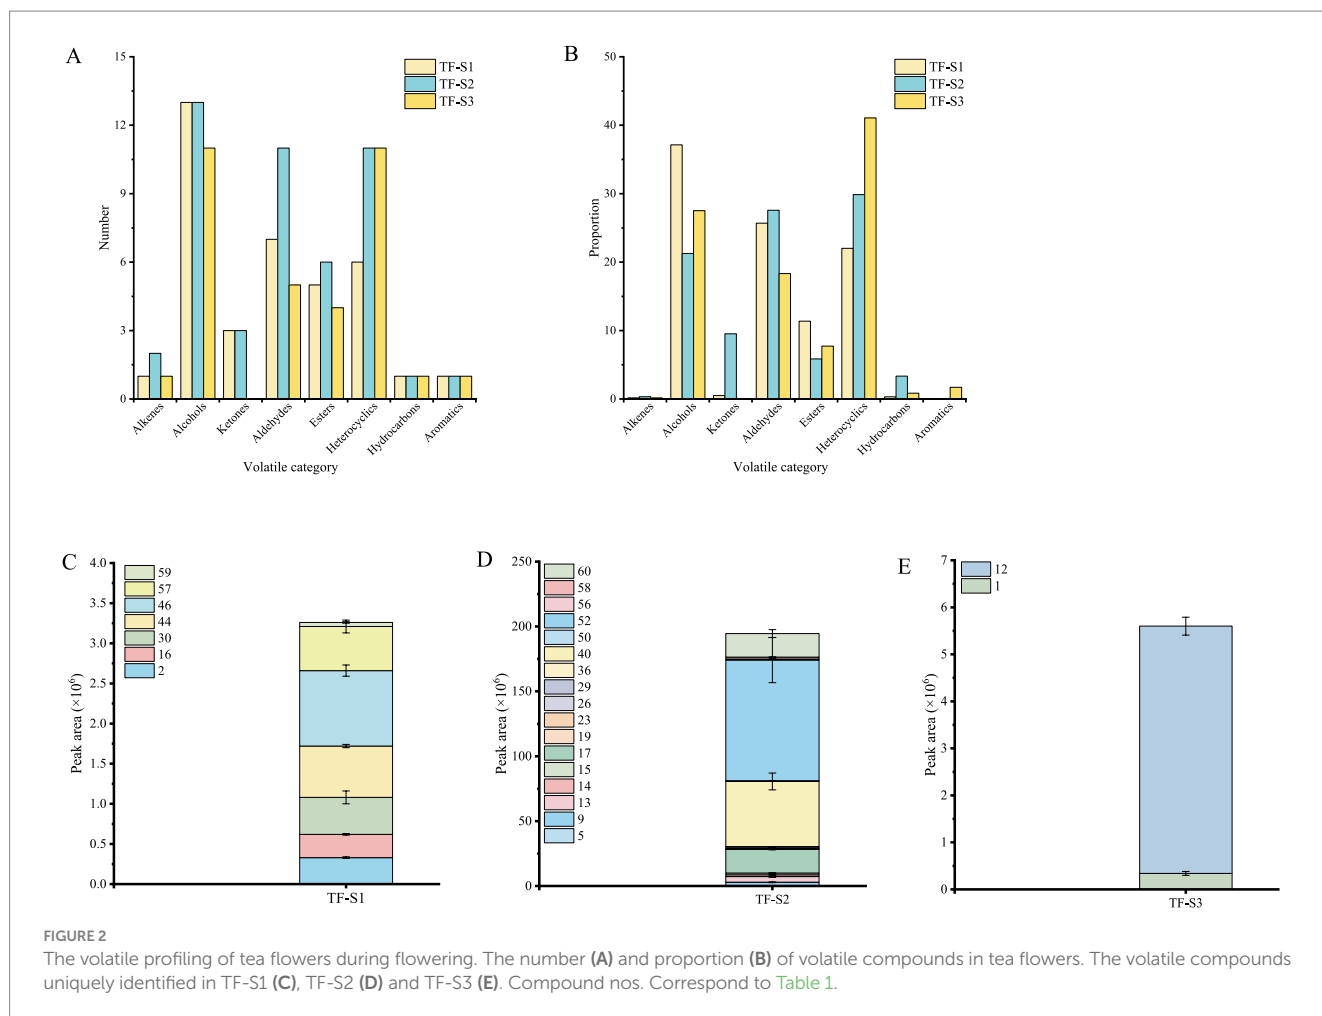 A
15
12
9
6
3
0
Number
TF-S1
TF-S2
TF-S3
Alkenes
Alcohols
Ketones
Aldehydes
Esters
Heterocyclics
Hydrocarbons
Aromatics
Volatile category
B
50
40
30
20
10
0
Proportion
TF-S1
TF-S2
TF-S3
Alkenes
Alcohols
Ketones
Aldehydes
Esters
Heterocyclics
Hydrocarbons
Aromatics
Volatile category
C
4.0
3.5
3.0
2.5
2.0
1.5
1.0
0.5
0.0
Peak area (×10⁶)
59
57
46
44
30
16
2
TF-S1
D
250
200
150
100
50
0
Peak area (×10⁶)
60
58
56
52
50
40
36
29
26
23
19
17
15
14
13
9
5
TF-S2
E
7
6
5
4
3
2
1
0
Peak area (×10⁶)
12
1
TF-S3
FIGURE 2
The volatile profiling of tea flowers during flowering. The number (A) and proportion (B) of volatile compounds in tea flowers. The volatile compounds
uniquely identified in TF-S1 (C), TF-S2 (D) and TF-S3 (E). Compound nos. Correspond to Table 1.